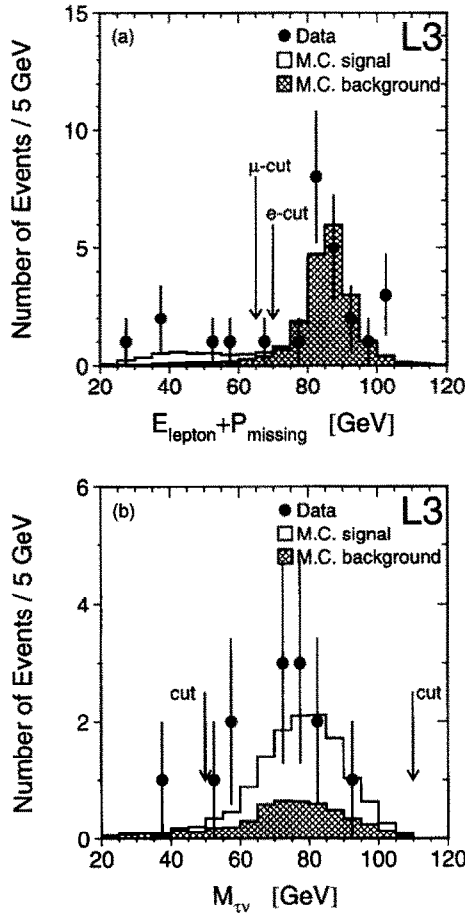 15
10
5
0
Number of Events / 5 GeV
(a)
L3
Data
M.C. signal
M.C. background
μ-cut
e-cut
20 40 60 80 100 120
E_lepton+P_missing [GeV]
6
4
2
0
Number of Events / 5 GeV
(b)
L3
Data
M.C. signal
M.C. background
cut
cut
20 40 60 80 100 120
M_τν [GeV]